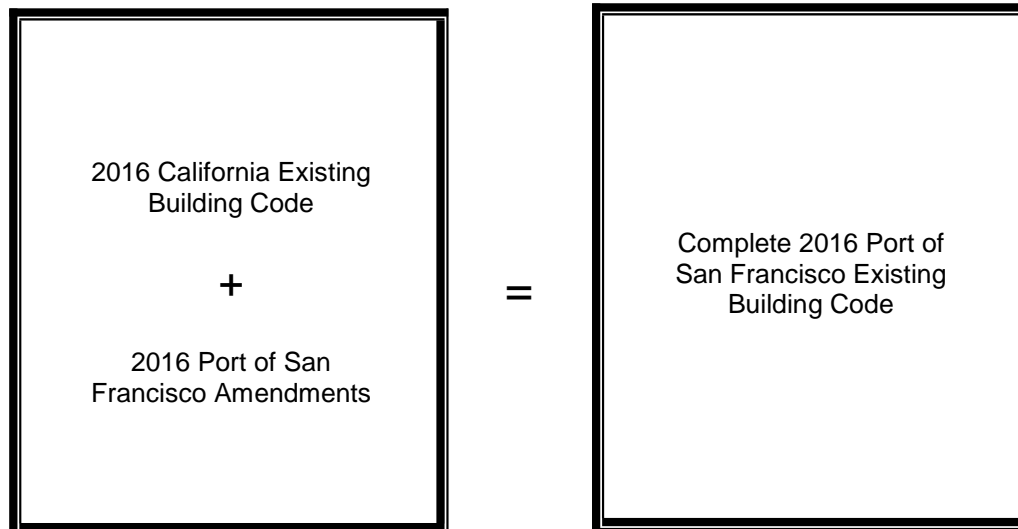 2016 California Existing
Building Code
+
2016 Port of San
Francisco Amendments
=
Complete 2016 Port of
San Francisco Existing
Building Code